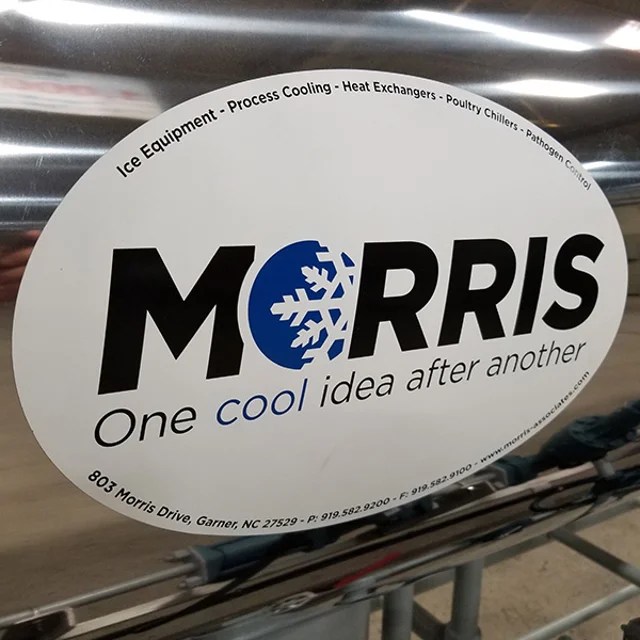 Ice Equipment - Process Cooling - Heat Exchangers - Poultry Chillers - Pathogen Control
MORRIS
One cool idea after another
803 Morris Drive, Garner, NC 27529 - P: 919.582.9200 - F: 919.582.9100 - www.morris-associates.com